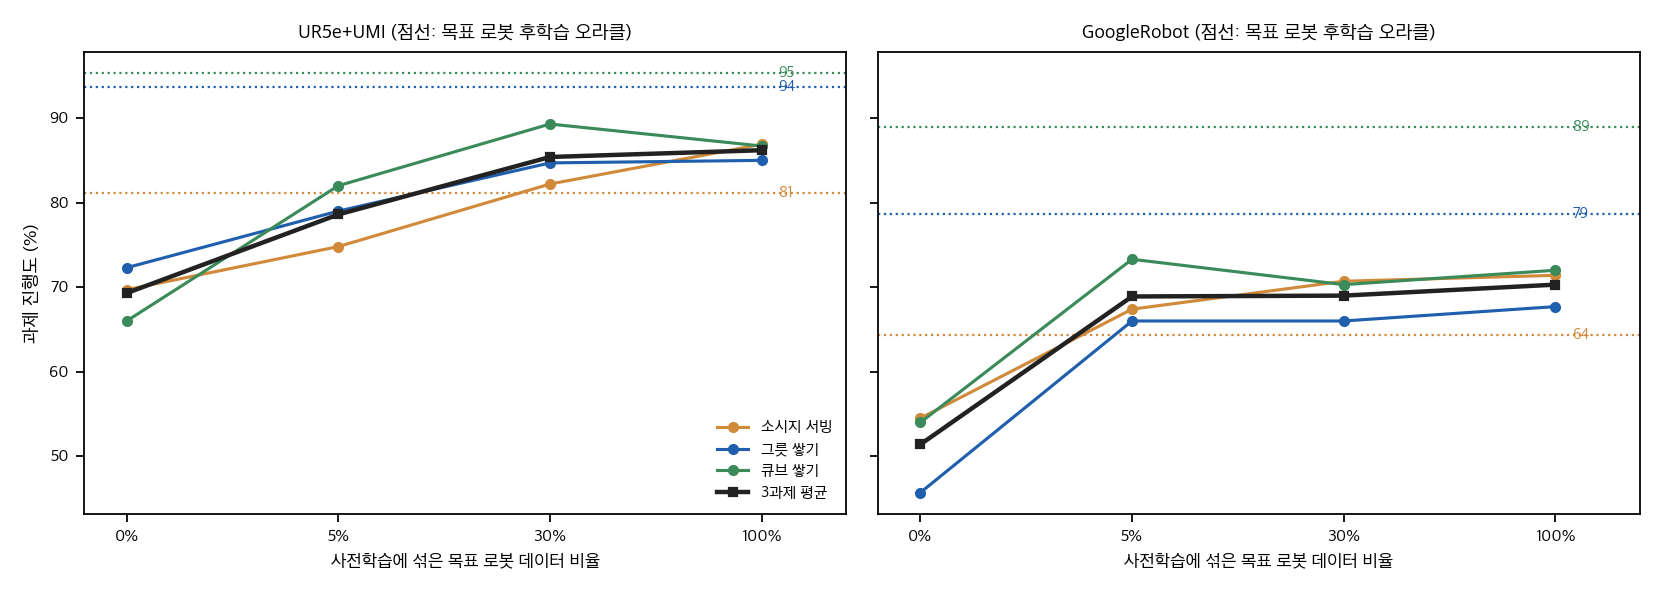 UR5e+UMI (점선: 목표 로봇 후학습 오라클)
95
94
90
80
81
70
60
50
과제 진행도 (%)
소시지 서빙
그릇 쌓기
큐브 쌓기
3과제 평균
0%
5%
30%
100%
사전학습에 섞은 목표 로봇 데이터 비율
GoogleRobot (점선: 목표 로봇 후학습 오라클)
89
79
64
0%
5%
30%
100%
사전학습에 섞은 목표 로봇 데이터 비율